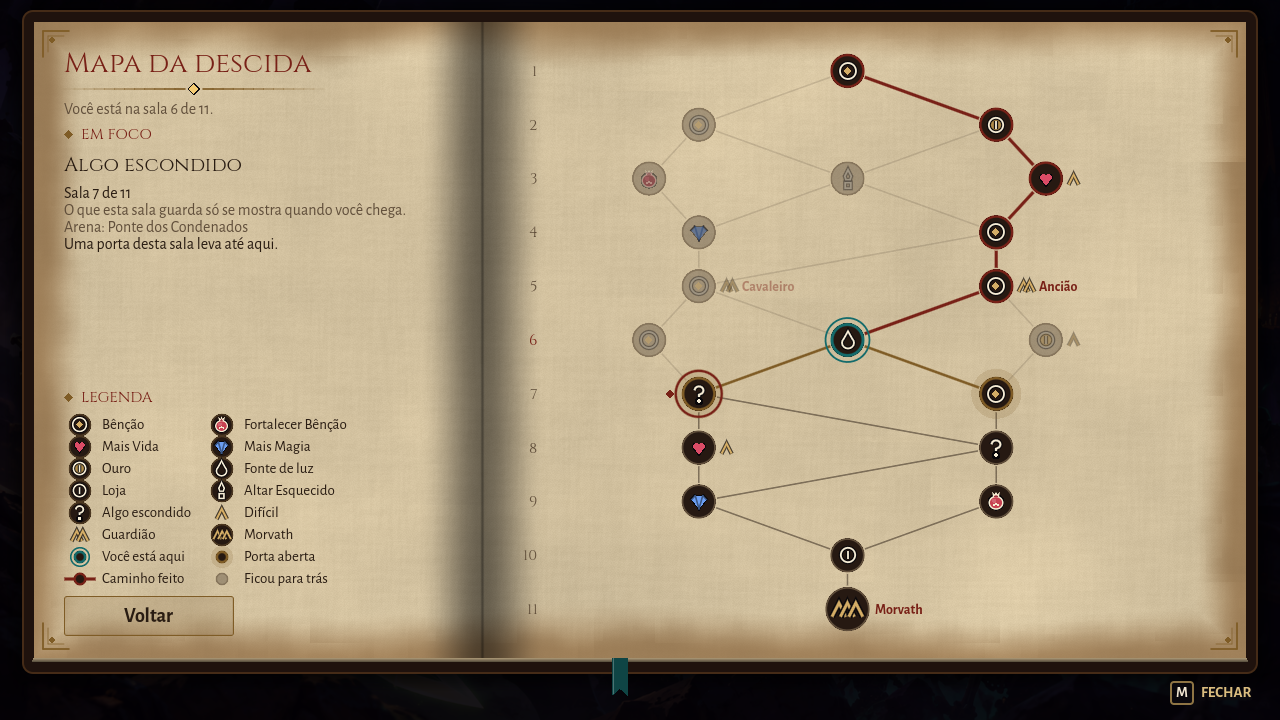 Mapa da descida
Você está na sala 6 de 11.
Em foco
Algo escondido
Sala 7 de 11
O que esta sala guarda só se mostra quando você chega.
Arena: Ponte dos Condenados
Uma porta desta sala leva até aqui.
Legenda
Bênção
Fortalecer Bênção
Mais Vida
Mais Magia
Ouro
Fonte de luz
Loja
Altar Esquecido
Algo escondido
Difícil
Guardião
Morvath
Você está aqui
Porta aberta
Caminho feito
Ficou para trás
Voltar
1
2
3
4
5
Cavaleiro
Ancião
6
7
?
8
?
9
10
11
Morvath
M FECHAR